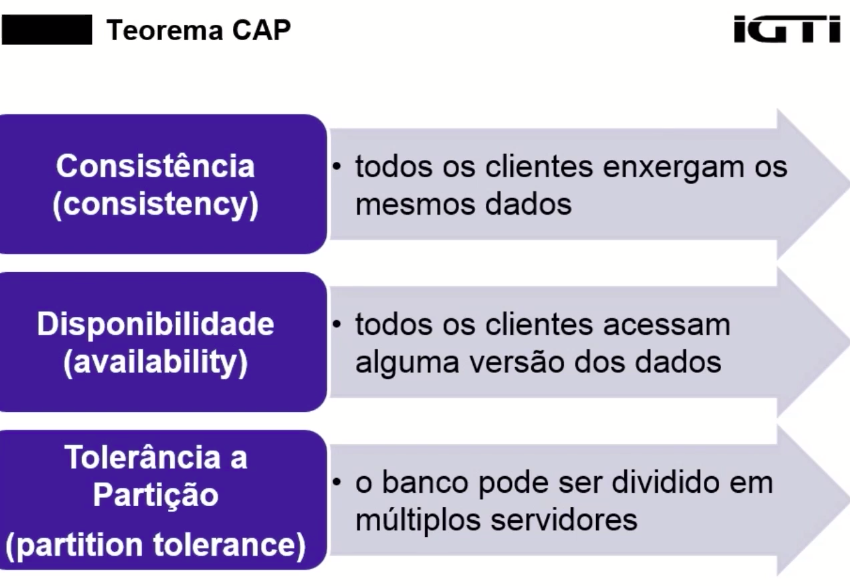 Teorema CAP
iGTi
Consistência
(consistency)
• todos os clientes enxergam os
mesmos dados
Disponibilidade
(availability)
• todos os clientes acessam
alguma versão dos dados
Tolerância a
Partição
(partition tolerance)
• o banco pode ser dividido em
múltiplos servidores